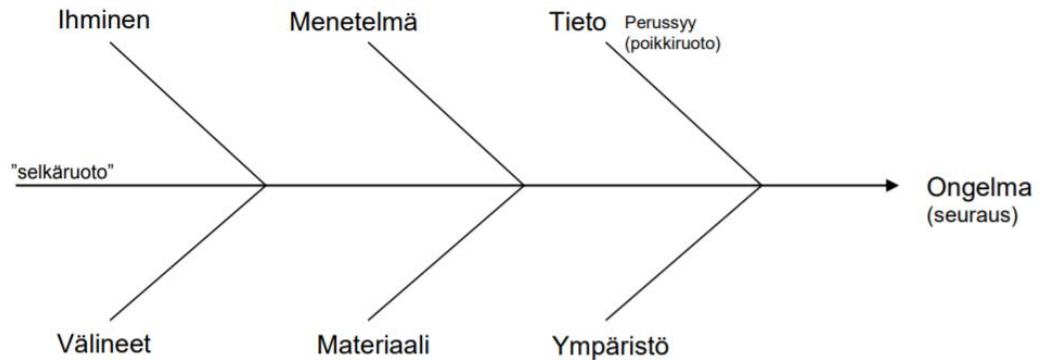 Ihminen
Menetelmä
Tieto
Perussyy
(poikkiruoto)
"selkäruoto”
Ongelma
(seuraus)
Välineet
Materiaali
Ympäristö